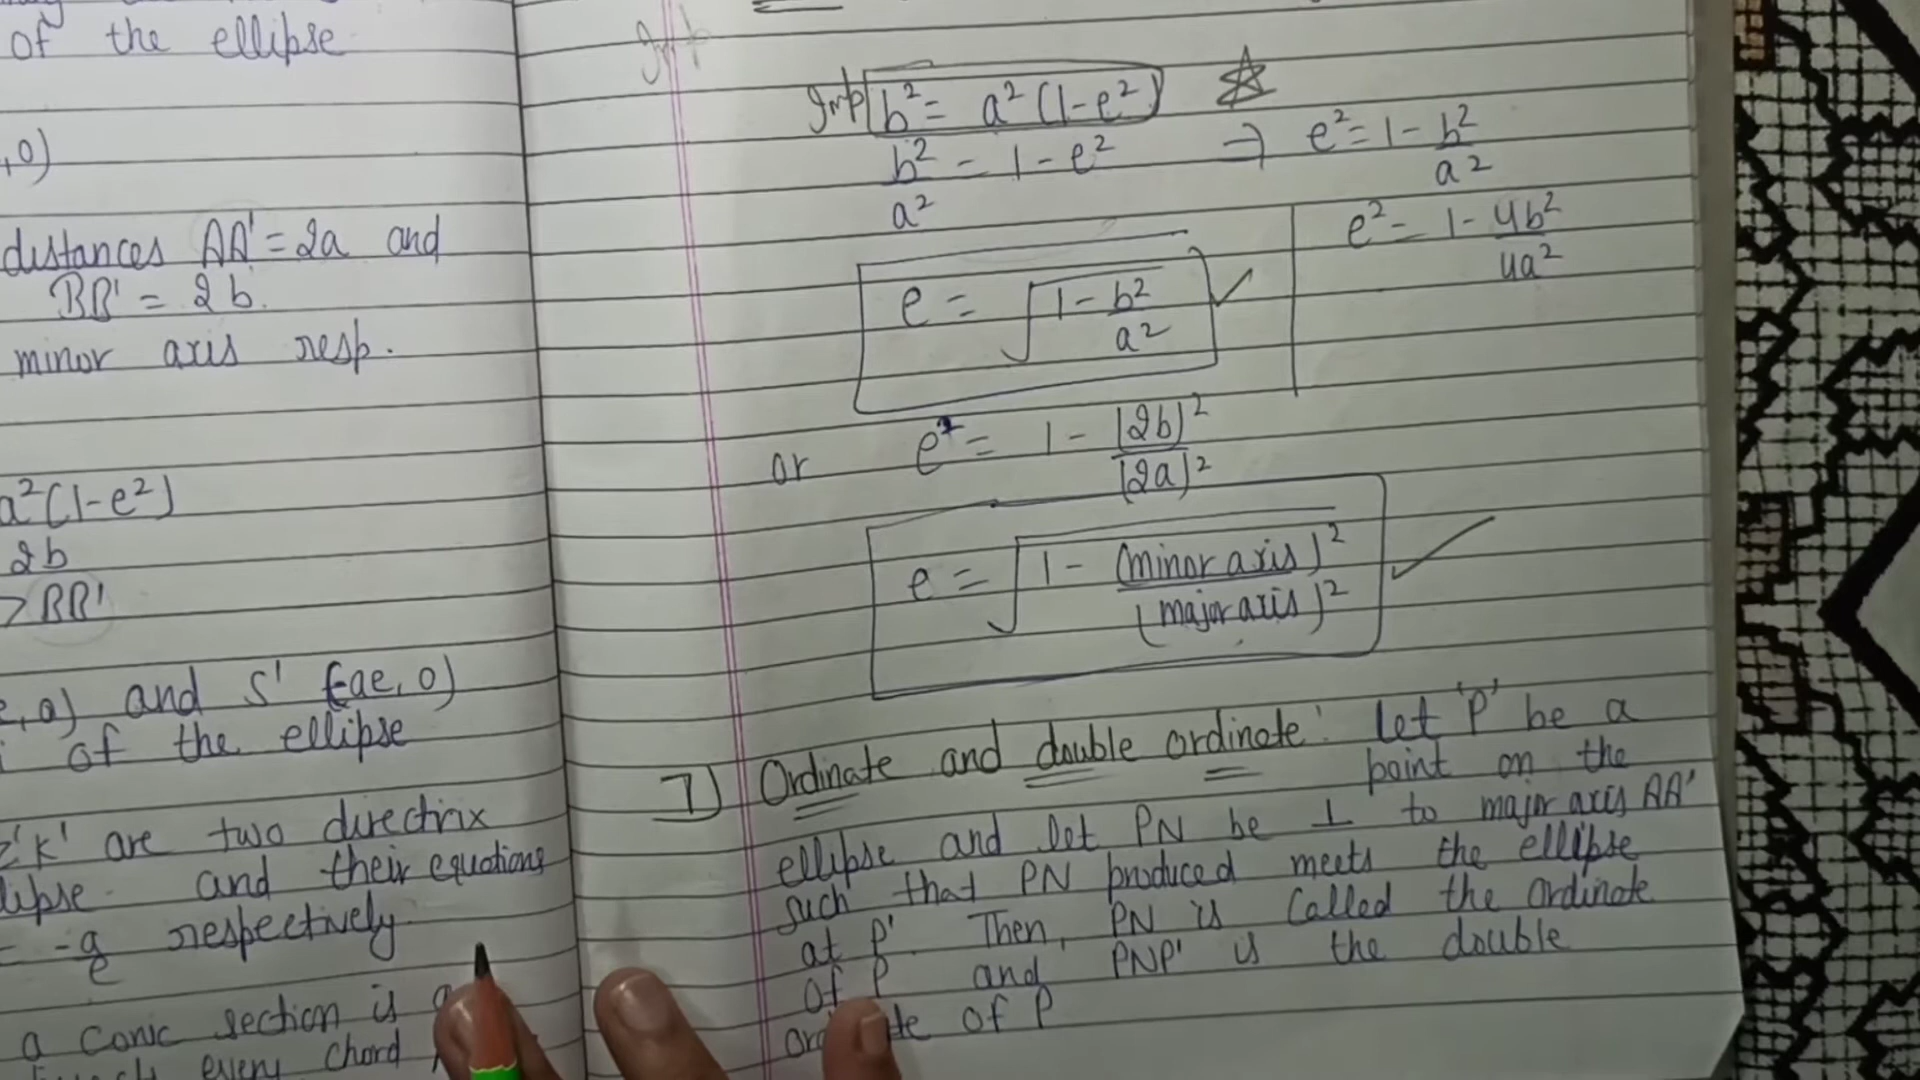 of the ellipse
,0)
distances AA' = 2a and
BB' = 2b.
minor axis resp.
a² (1-e²)
2b
> BB'
and S' (-ae, 0)
of the ellipse
Z'K' are two directrix
and their equations
= -a/e respectively
a conic section is
every chord
Imp
Imp b² = a² (1-e²)
b²/a² = 1 - e² ⇒ e² = 1 - b²/a²
e² = 1 - 4b²/4a²
e = √(1 - b²/a²) ✓
or e² = 1 - (2b)²/(2a)²
e = √(1 - (minor axis)²/(major axis)²) ✓
7) Ordinate and double ordinate: let 'P' be a
point on the
ellipse and let PN be ⊥ to major axis AA'
such that PN produced meets the ellipse
at P'. Then, PN is called the ordinate
of P and PNP' is the double
of P